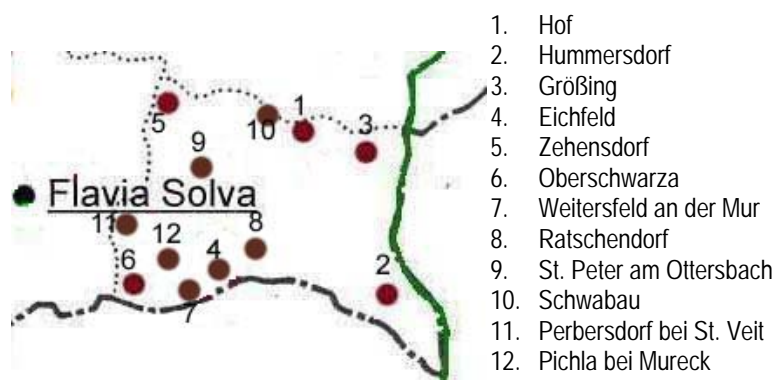 1. Hof
2. Hummersdorf
3. Größing
4. Eichfeld
5. Zehensdorf
6. Oberschwarza
7. Weitersfeld an der Mur
8. Ratschendorf
9. St. Peter am Ottersbach
10. Schwabau
11. Perbersdorf bei St. Veit
12. Pichla bei Mureck
5
10
1
3
9
Flavia Solva
11
12
8
4
6
7
2